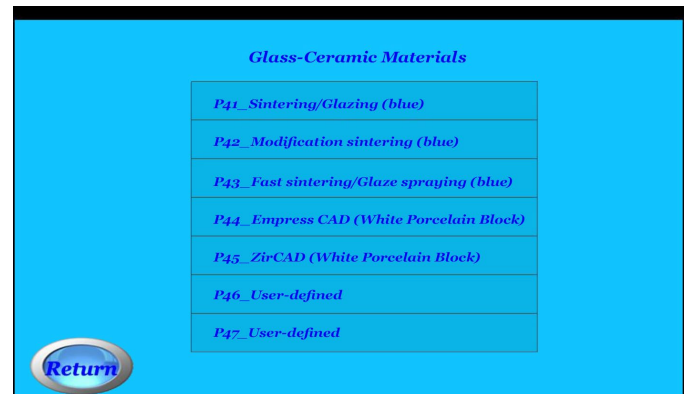 Glass-Ceramic Materials
P41_Sintering/Glazing (blue)
P42_Modification sintering (blue)
P43_Fast sintering/Glaze spraying (blue)
P44_Empress CAD (White Porcelain Block)
P45_ZirCAD (White Porcelain Block)
P46_User-defined
P47_User-defined
Return